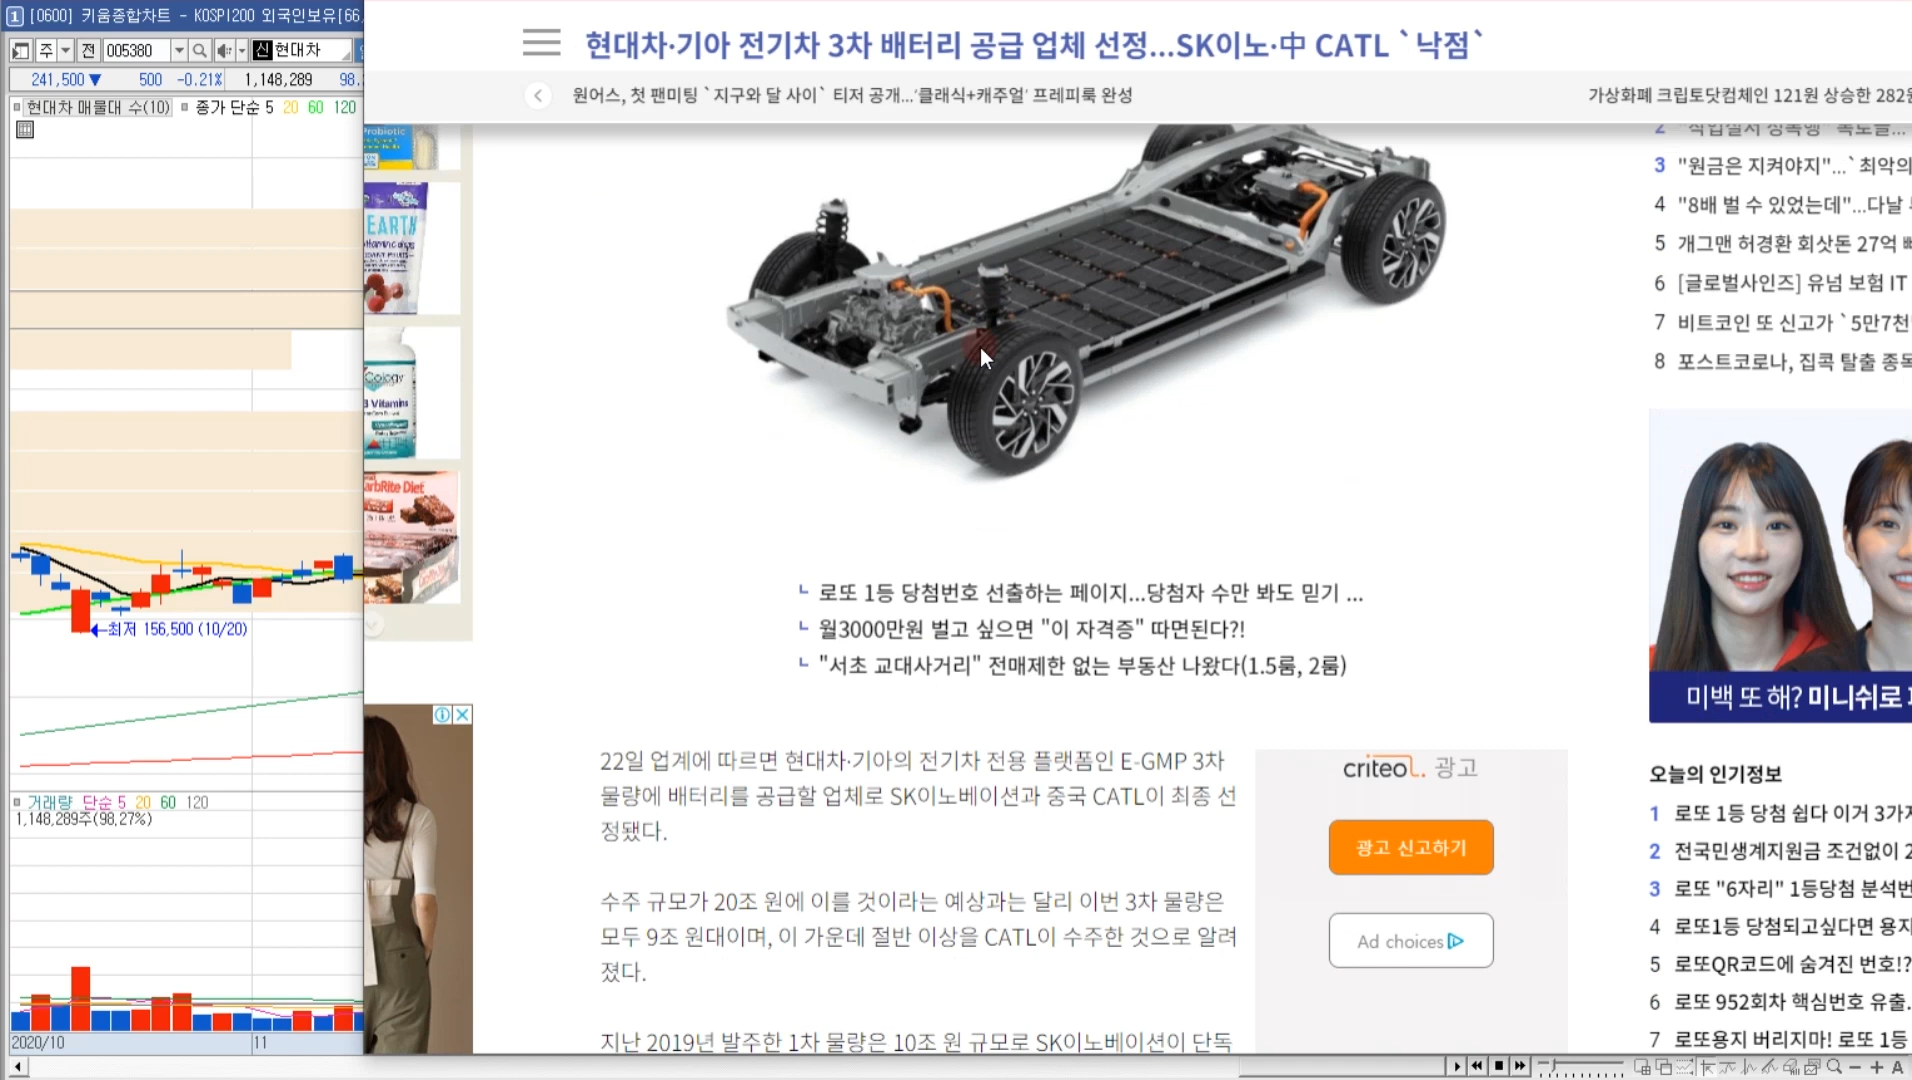 1 [0600] 키움종합차트 - KOSPI200 외국인보유[66.
주 전 005380 신 현대차
241,500 ▼ 500 -0.21% 1,148,289 98.
현대차 매물대 수(10) 종가 단순 5 20 60 120
최저 156,500 (10/20)
거래량 단순 5 20 60 120
1,148,289주(98,27%)
2020/10 11
현대차·기아 전기차 3차 배터리 공급 업체 선정...SK이노·中 CATL `낙점`
원어스, 첫 팬미팅 `지구와 달 사이` 티저 공개...'클래식+캐주얼' 프레피룩 완성
가상화폐 크립토닷컴체인 121원 상승한 282원
Probiotic
EARTH
Cology
3 Vitamins
arbRite Diet
로또 1등 당첨번호 선출하는 페이지...당첨자 수만 봐도 믿기 ...
월3000만원 벌고 싶으면 "이 자격증" 따면된다?!
"서초 교대사거리" 전매제한 없는 부동산 나왔다(1.5룸, 2룸)
22일 업계에 따르면 현대차·기아의 전기차 전용 플랫폼인 E-GMP 3차
물량에 배터리를 공급할 업체로 SK이노베이션과 중국 CATL이 최종 선
정됐다.
수주 규모가 20조 원에 이를 것이라는 예상과는 달리 이번 3차 물량은
모두 9조 원대이며, 이 가운데 절반 이상을 CATL이 수주한 것으로 알려
졌다.
지난 2019년 발주한 1차 물량은 10조 원 규모로 SK이노베이션이 단독
criteo. 광고
광고 신고하기
Ad choices
2
3 "원금은 지켜야지"...`최악의
4 "8배 벌 수 있었는데"...다날
5 개그맨 허경환 회삿돈 27억
6 [글로벌사인즈] 유넘 보험 IT
7 비트코인 또 신고가 `5만7천
8 포스트코로나, 집콕 탈출 종목
미백 또 해? 미니쉬로
오늘의 인기정보
1 로또 1등 당첨 쉽다 이거 3가지
2 전국민생계지원금 조건없이 2
3 로또 "6자리" 1등당첨 분석번
4 로또1등 당첨되고싶다면 용지
5 로또QR코드에 숨겨진 번호!?
6 로또 952회차 핵심번호 유출.
7 로또용지 버리지마! 로또 1등
A